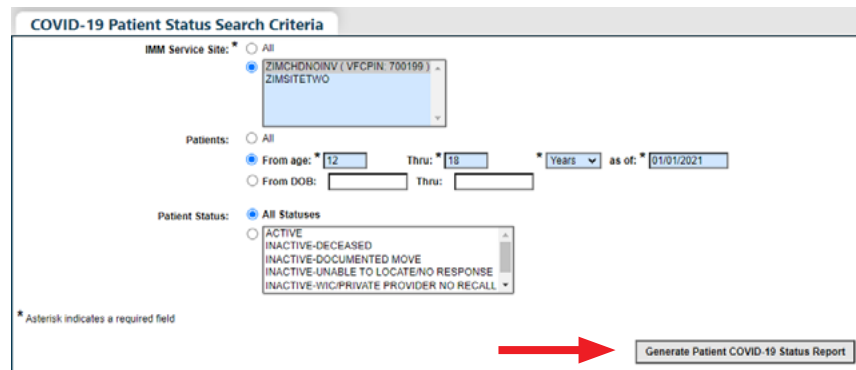 COVID-19 Patient Status Search Criteria
IMM Service Site: * All
ZIMCHDNOINV ( VFCPIN: 700199 )
ZIMSITETWO
Patients: All
From age: * 12 Thru: * 18 * Years as of: * 01/01/2021
From DOB: Thru:
Patient Status: All Statuses
ACTIVE
INACTIVE-DECEASED
INACTIVE-DOCUMENTED MOVE
INACTIVE-UNABLE TO LOCATE/NO RESPONSE
INACTIVE-WIC/PRIVATE PROVIDER NO RECALL
* Asterisk indicates a required field
Generate Patient COVID-19 Status Report